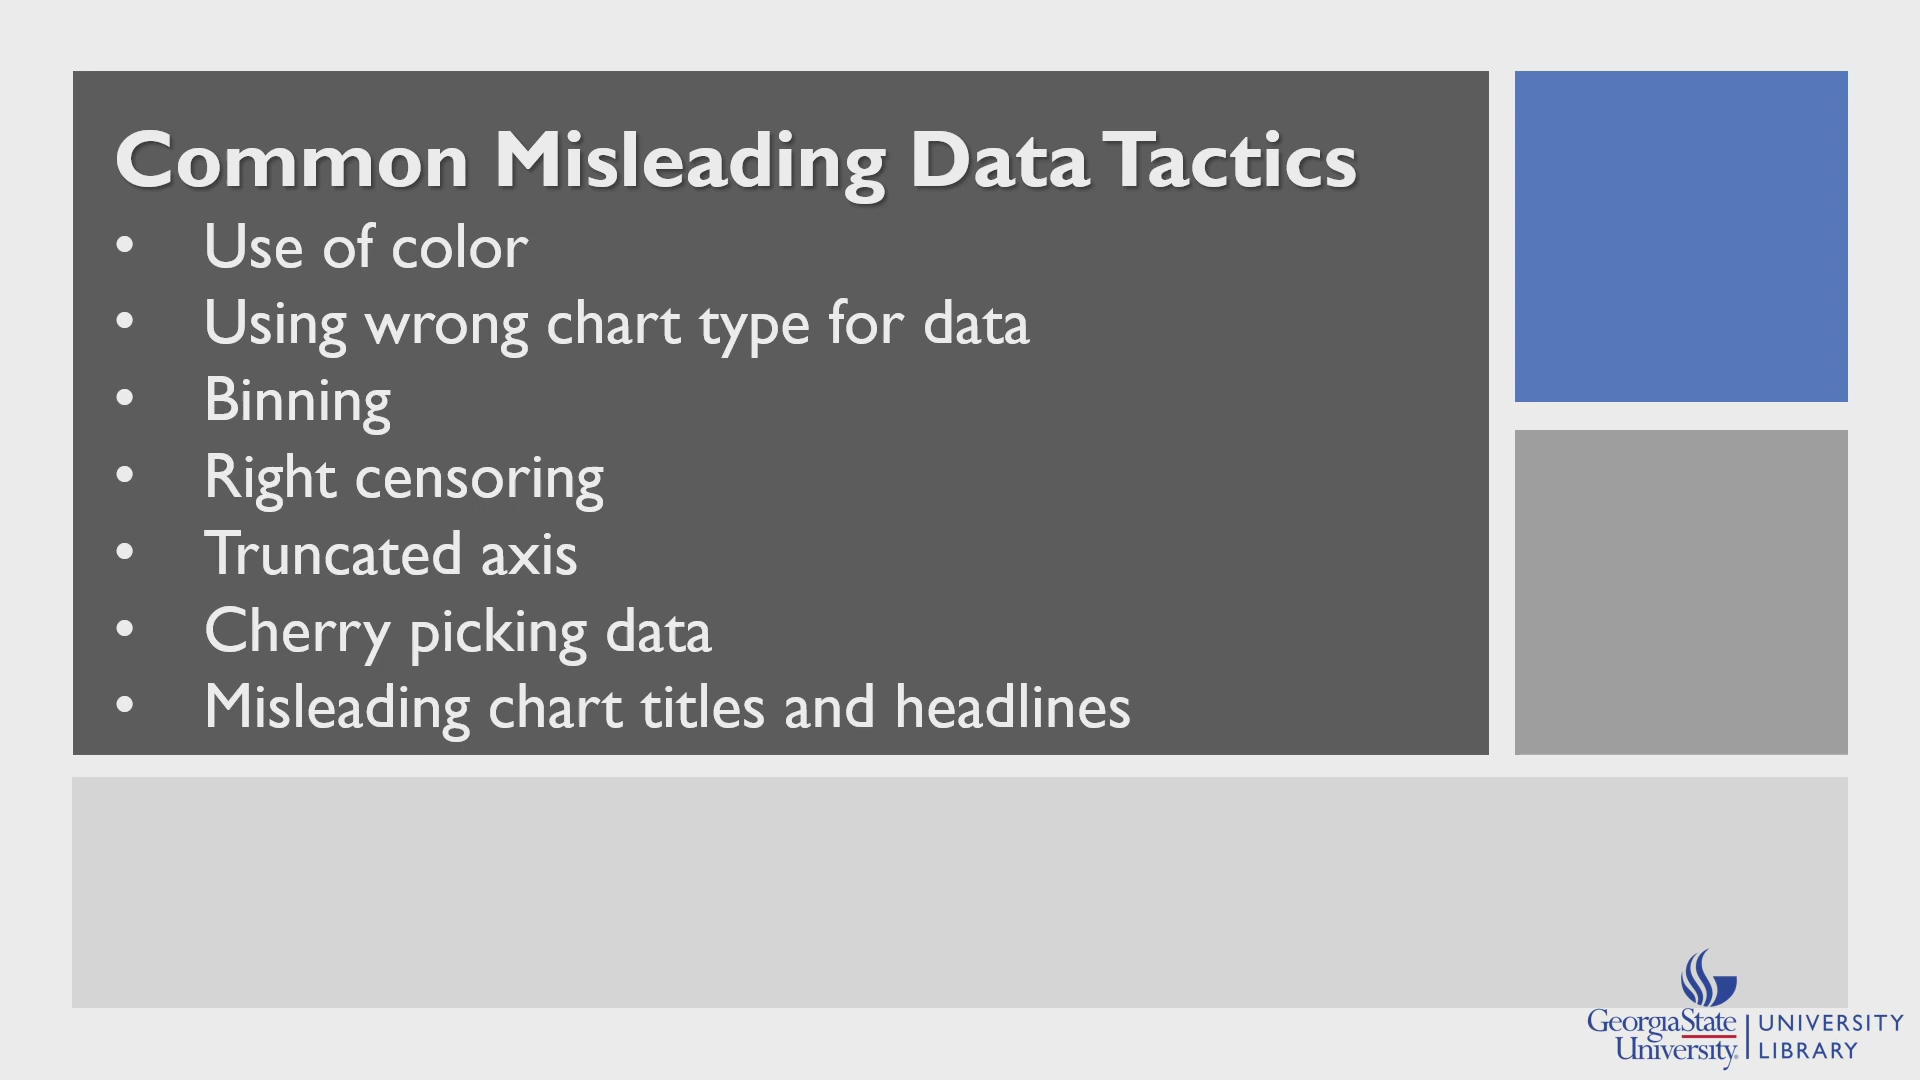 Common Misleading Data Tactics
• Use of color
• Using wrong chart type for data
• Binning
• Right censoring
• Truncated axis
• Cherry picking data
• Misleading chart titles and headlines
GeorgiaState University
UNIVERSITY LIBRARY